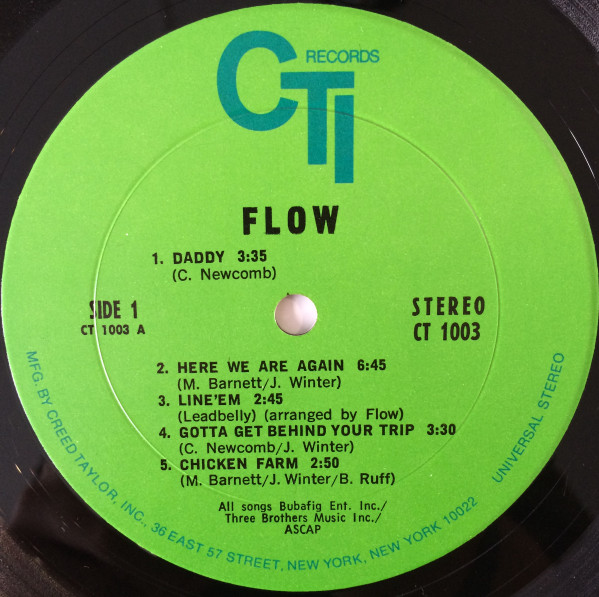 CTI RECORDS
FLOW
1. DADDY 3:35
(C. Newcomb)
SIDE 1
CT 1003 A
STEREO
CT 1003
2. HERE WE ARE AGAIN 6:45
(M. Barnett/J. Winter)
3. LINE'EM 2:45
(Leadbelly) (arranged by Flow)
4. GOTTA GET BEHIND YOUR TRIP 3:30
(C. Newcomb/J. Winter)
5. CHICKEN FARM 2:50
(M. Barnett/J. Winter/B. Ruff)
All songs Bubafig Ent. Inc./
Three Brothers Music Inc./
ASCAP
MFG. BY CREED TAYLOR, INC., 36 EAST 57 STREET, NEW YORK, NEW YORK 10022
UNIVERSAL STEREO